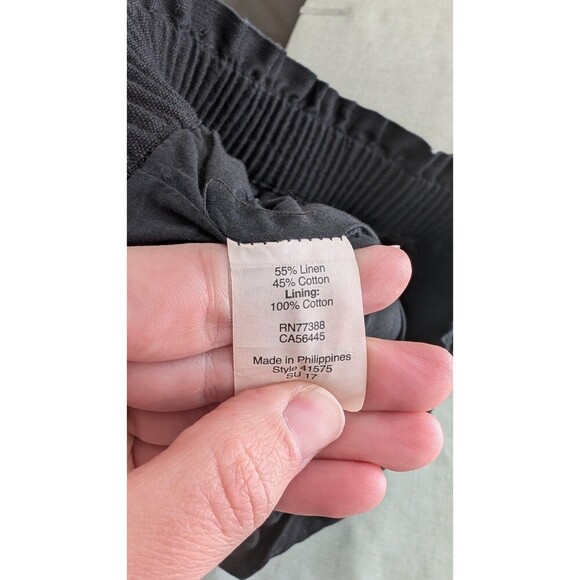 55% Linen
45% Cotton
Lining:
100% Cotton
RN77388
CA56445
Made in Philippines
Style 41575
SU 17